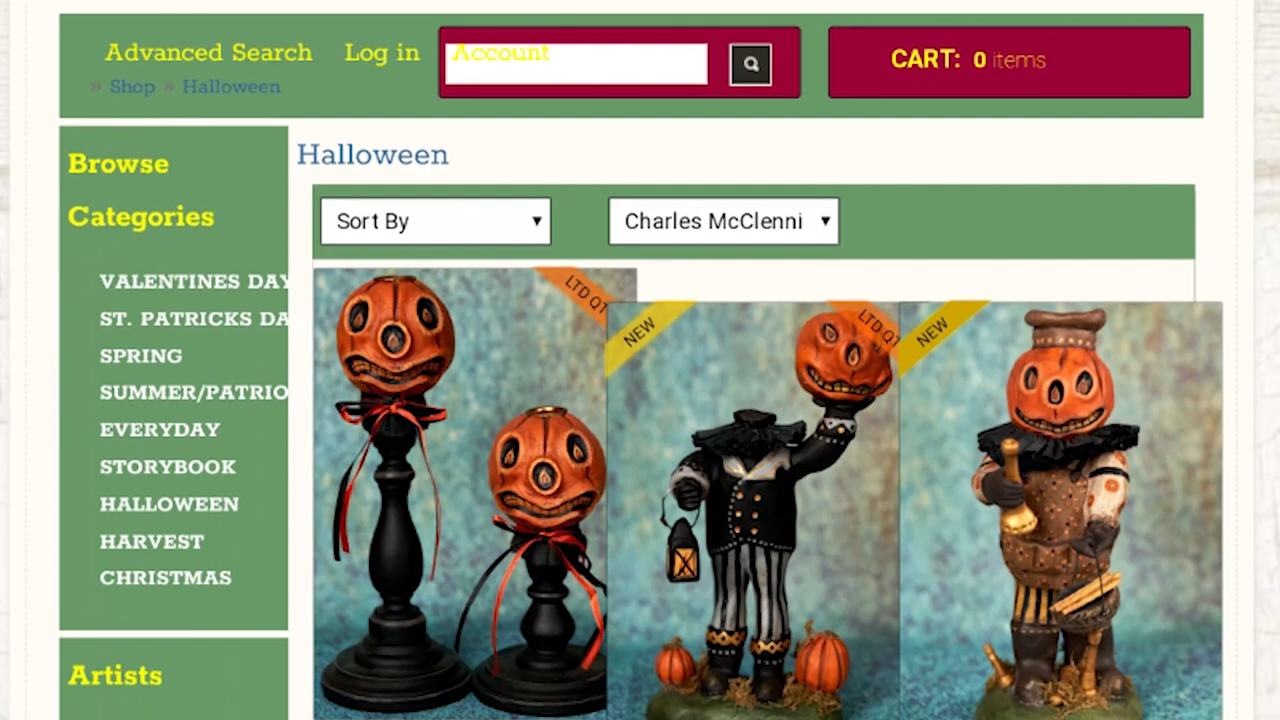 Advanced Search Log in Account
CART: 0 items
» Shop » Halloween
Browse
Categories
VALENTINES DAY
ST. PATRICKS DA
SPRING
SUMMER/PATRIO
EVERYDAY
STORYBOOK
HALLOWEEN
HARVEST
CHRISTMAS
Artists
Halloween
Sort By
Charles McClenni
LTD QT
NEW
LTD QT
NEW